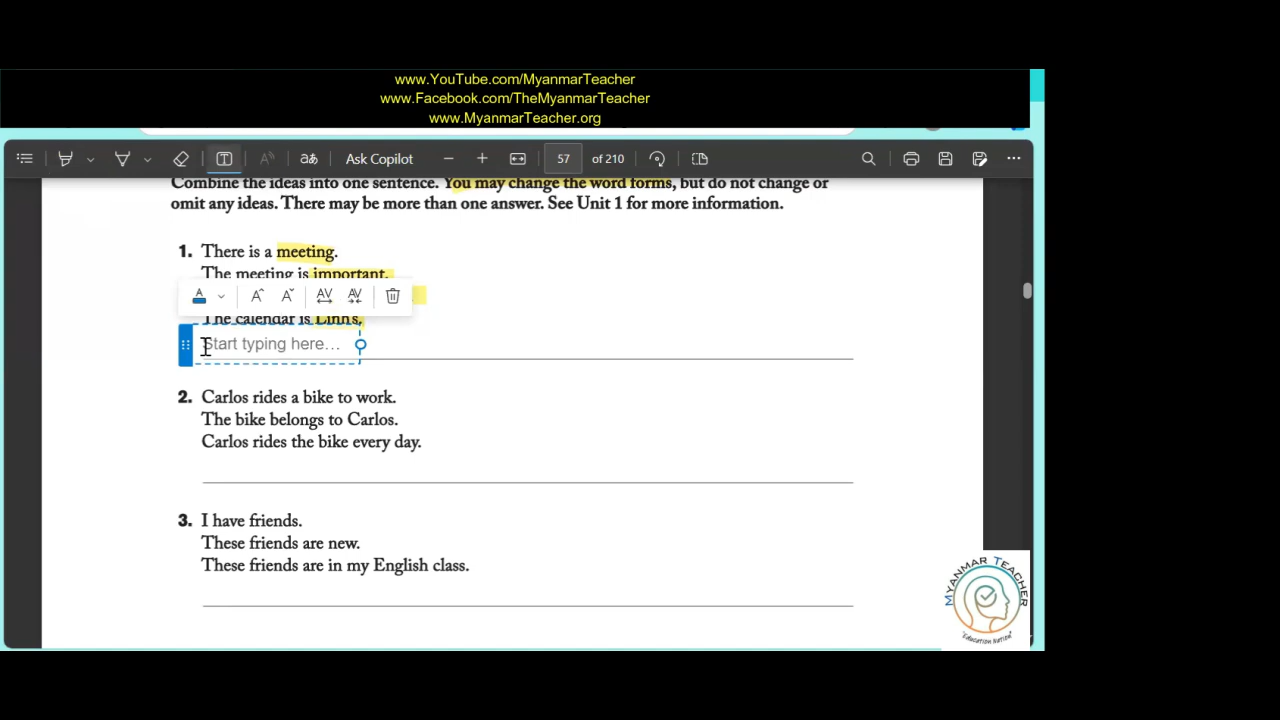 www.YouTube.com/MyanmarTeacher
www.Facebook.com/TheMyanmarTeacher
www.MyanmarTeacher.org
Ask Copilot
57 of 210
Combine the ideas into one sentence. You may change the word forms, but do not change or
omit any ideas. There may be more than one answer. See Unit 1 for more information.
1. There is a meeting.
The meeting is important.
The calendar is Linh's.
Start typing here...
2. Carlos rides a bike to work.
The bike belongs to Carlos.
Carlos rides the bike every day.
3. I have friends.
These friends are new.
These friends are in my English class.
MYANMAR TEACHER
"Education Nation"